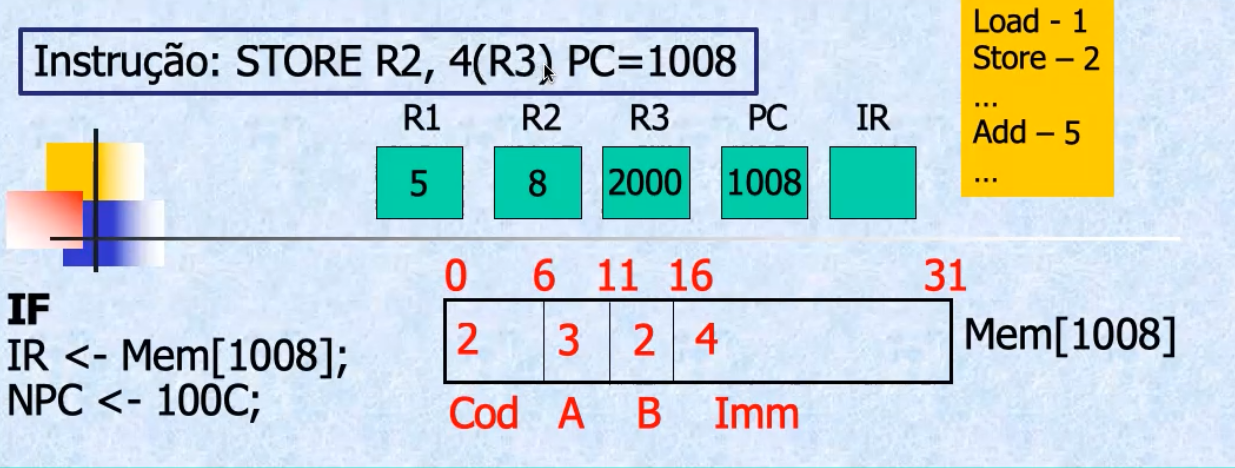 Instrução: STORE R2, 4(R3) PC=1008
Load - 1
Store – 2
...
Add – 5
...
R1 R2 R3 PC IR
5 8 2000 1008
0 6 11 16 31
IF
IR <- Mem[1008];
NPC <- 100C;
2 3 2 4
Mem[1008]
Cod A B Imm